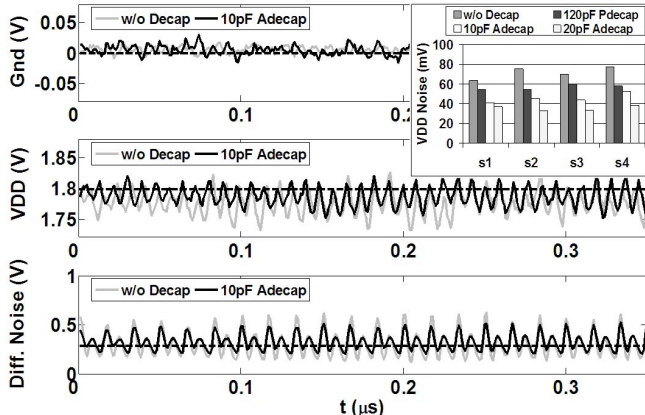 Gnd (V)
0.05
0
-0.05
w/o Decap 10pF Adecap
0 0.1 0.2
w/o Decap 120pF Pdecap
10pF Adecap 20pF Adecap
VDD Noise (mV)
100
80
60
40
20
0
s1 s2 s3 s4
VDD (V)
1.85
1.8
1.75
w/o Decap 10pF Adecap
0 0.1 0.2 0.3
Diff. Noise (V)
1
0.5
0
w/o Decap 10pF Adecap
0 0.1 0.2 0.3
t (μs)